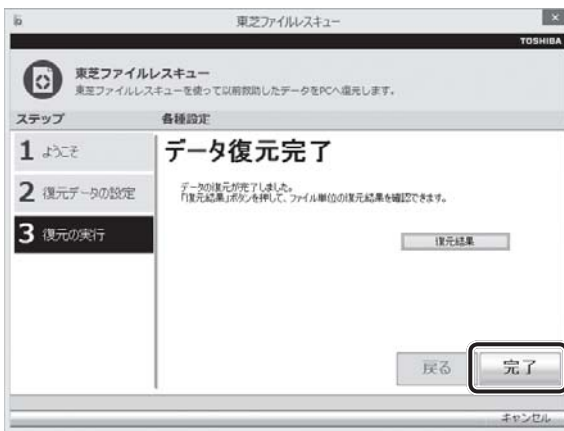 東芝ファイルレスキュー
×
TOSHIBA
東芝ファイルレスキュー
東芝ファイルレスキューを使って以前救助したデータをPCへ復元します。
ステップ
各種設定
1 ようこそ
2 復元データの設定
3 復元の実行
データ復元完了
データの復元が完了しました。
「復元結果」ボタンを押して、ファイル単位の復元結果を確認できます。
復元結果
戻る
完了
キャンセル